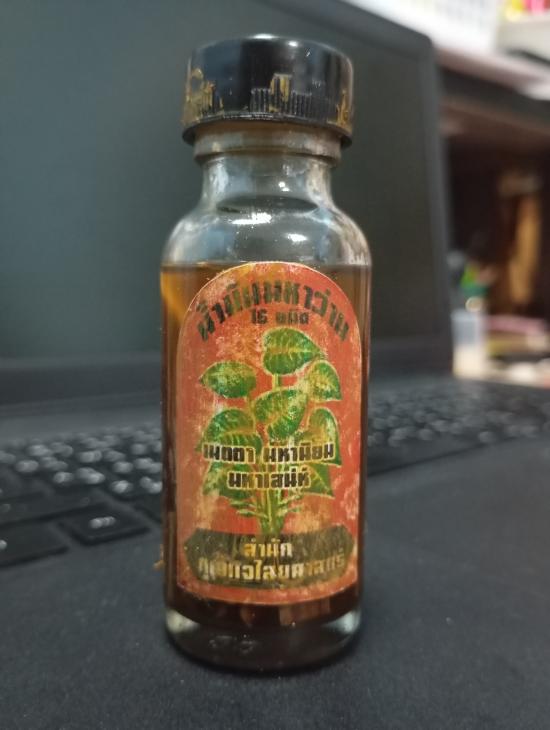 น้ำมันมหาว่าน
16 ชนิด
เมตตา มหานิยม
มหาเสน่ห์
สำนัก